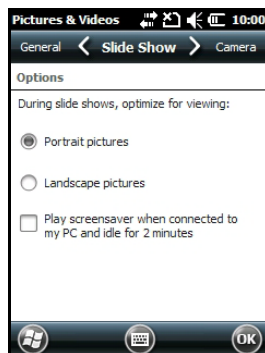 Pictures & Videos 10:00
General Slide Show Camera
Options
During slide shows, optimize for viewing:
Portrait pictures
Landscape pictures
Play screensaver when connected to
my PC and idle for 2 minutes
OK